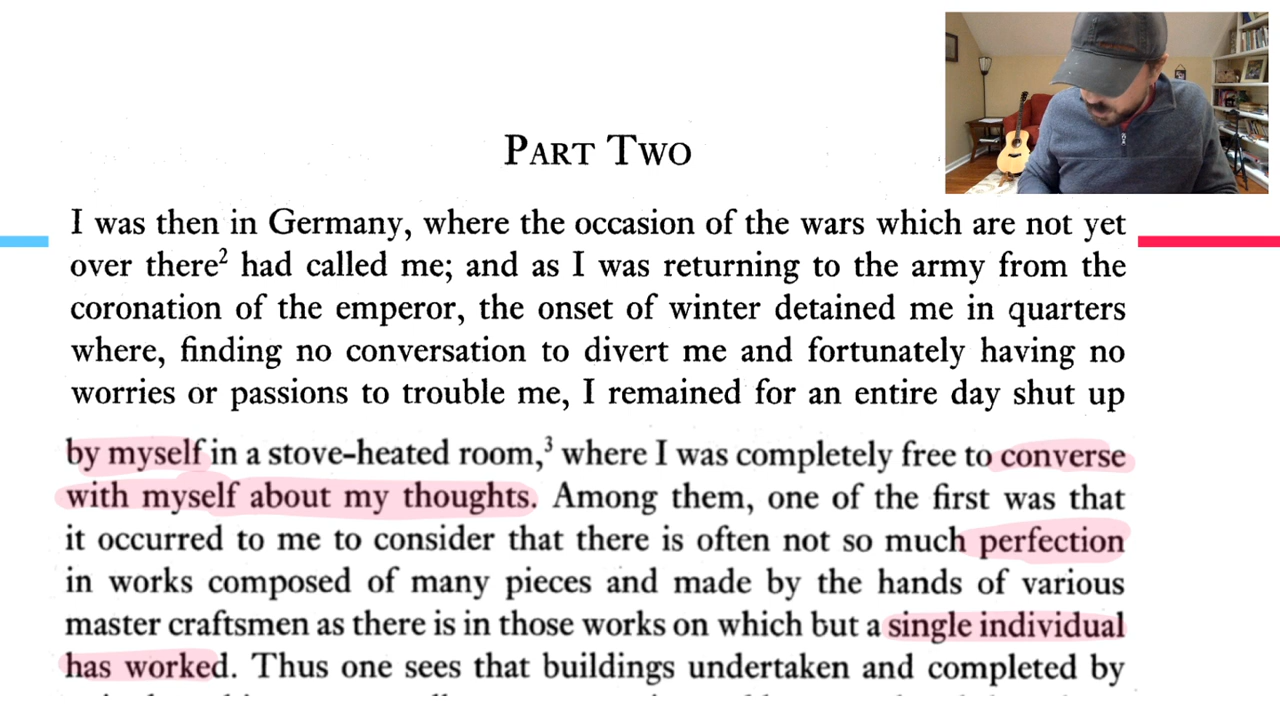 PART TWO
I was then in Germany, where the occasion of the wars which are not yet
over there² had called me; and as I was returning to the army from the
coronation of the emperor, the onset of winter detained me in quarters
where, finding no conversation to divert me and fortunately having no
worries or passions to trouble me, I remained for an entire day shut up
by myself in a stove-heated room,³ where I was completely free to converse
with myself about my thoughts. Among them, one of the first was that
it occurred to me to consider that there is often not so much perfection
in works composed of many pieces and made by the hands of various
master craftsmen as there is in those works on which but a single individual
has worked. Thus one sees that buildings undertaken and completed by